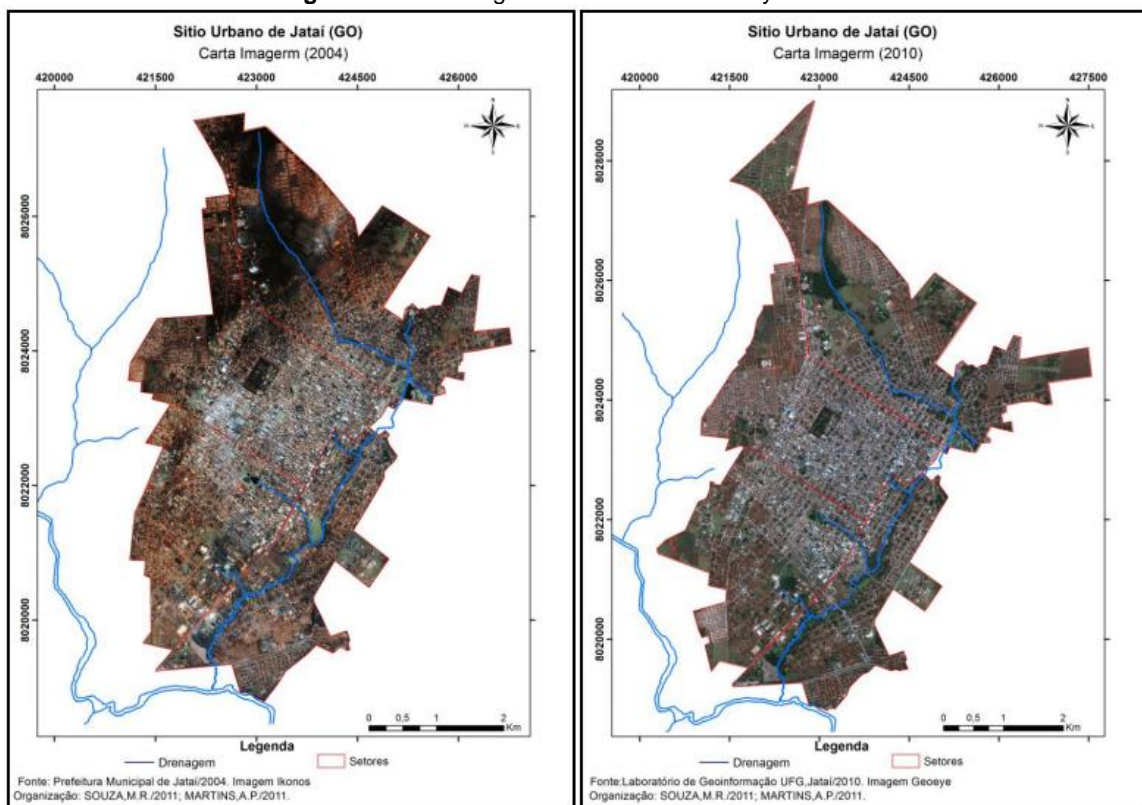 Sitio Urbano de Jataí (GO)
Carta Imagerm (2004)
420000 421500 423000 424500 426000
N
W E
S
8026000
8024000
8022000
8020000
0 0,5 1 2
Km
Legenda
Drenagem Setores
Fonte: Prefeitura Municipal de Jataí/2004. Imagem Ikonos
Organização: SOUZA,M.R./2011; MARTINS,A.P./2011.
Sitio Urbano de Jataí (GO)
Carta Imagerm (2010)
420000 421500 423000 424500 426000 427500
N
W E
S
8028000
8026000
8024000
8022000
8020000
0 0,5 1 2
Km
Legenda
Drenagem Setores
Fonte:Laboratório de Geoinformação UFG,Jataí/2010. Imagem Geoeye
Organização: SOUZA,M.R./2011; MARTINS,A.P./2011.